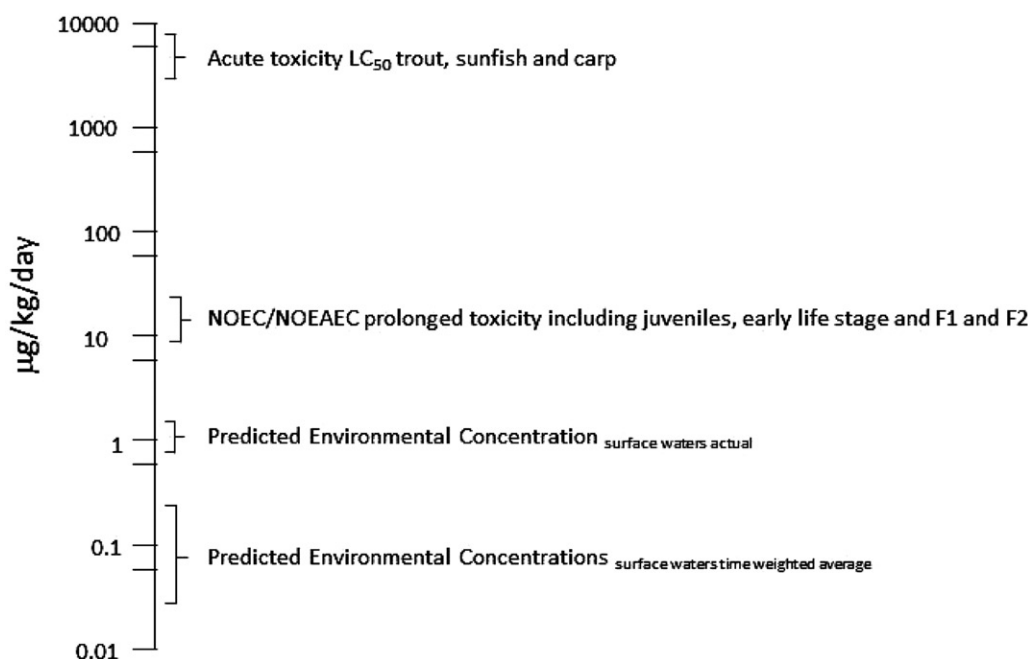 10000
Acute toxicity LC50 trout, sunfish and carp
1000
100
µg/kg/day
NOEC/NOEAEC prolonged toxicity including juveniles, early life stage and F1 and F2
10
1
Predicted Environmental Concentration surface waters actual
0.1
Predicted Environmental Concentrations surface waters time weighted average
0.01